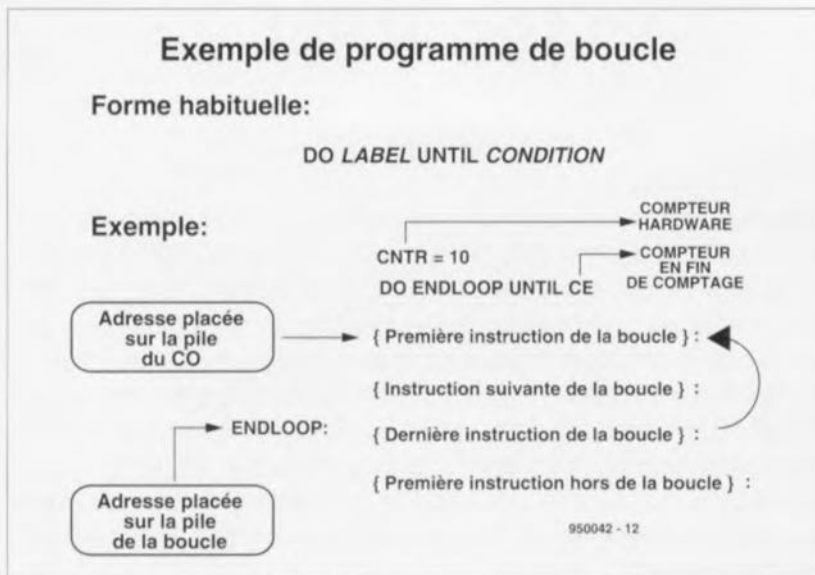 Exemple de programme de boucle
Forme habituelle:
DO LABEL UNTIL CONDITION
Exemple:
COMPTEUR
HARDWARE
CNTR = 10
COMPTEUR
EN FIN
DE COMPTAGE
DO ENDLOOP UNTIL CE
Adresse placée
sur la pile
du CO
{ Première instruction de la boucle } :
{ Instruction suivante de la boucle } :
ENDLOOP:
{ Dernière instruction de la boucle } :
{ Première instruction hors de la boucle } :
Adresse placée
sur la pile
de la boucle
950042 - 12